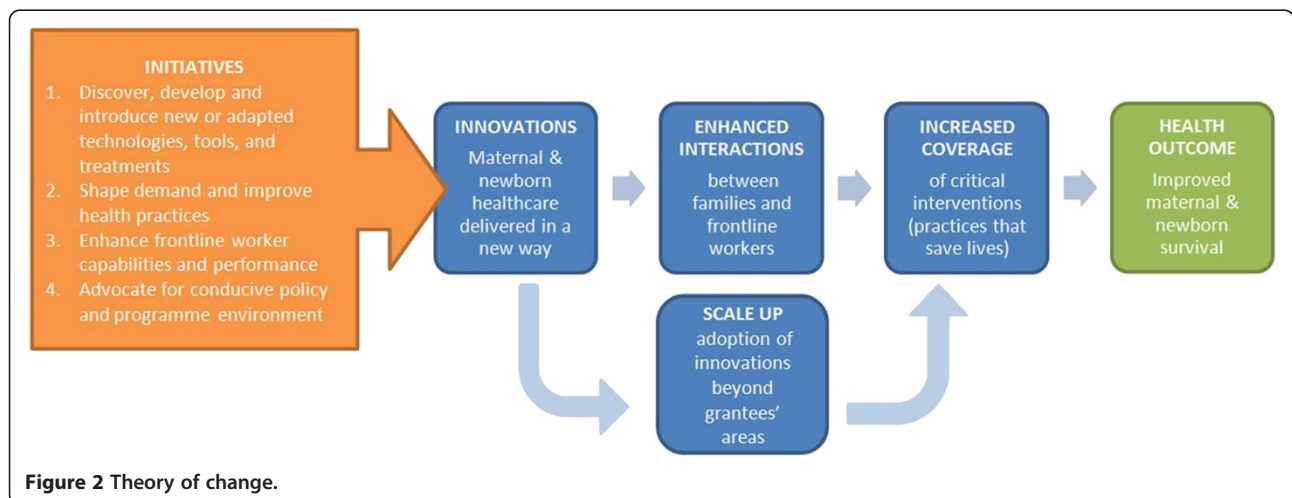 INITIATIVES
1. Discover, develop and
introduce new or adapted
technologies, tools, and
treatments
2. Shape demand and improve
health practices
3. Enhance frontline worker
capabilities and performance
4. Advocate for conducive policy
and programme environment
INNOVATIONS
Maternal &
newborn
healthcare
delivered in a
new way
ENHANCED
INTERACTIONS
between
families and
frontline
workers
INCREASED
COVERAGE
of critical
interventions
(practices that
save lives)
HEALTH
OUTCOME
Improved
maternal &
newborn
survival
SCALE UP
adoption of
innovations
beyond
grantees’
areas
Figure 2 Theory of change.